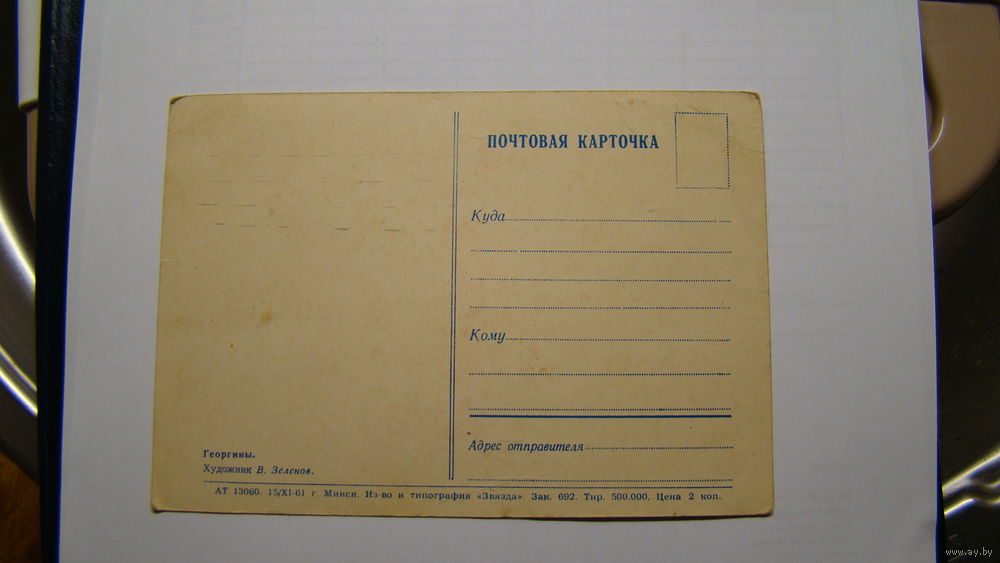 ПОЧТОВАЯ КАРТОЧКА
Куда
Кому
Адрес отправителя
Георгины.
Художник В. Зеленов.
АТ 13060. 15/XI-61 г. Минск. Из-во и типография «Звязда». Зак. 692. Тир. 500.000. Цена 2 коп.
www.ay.by